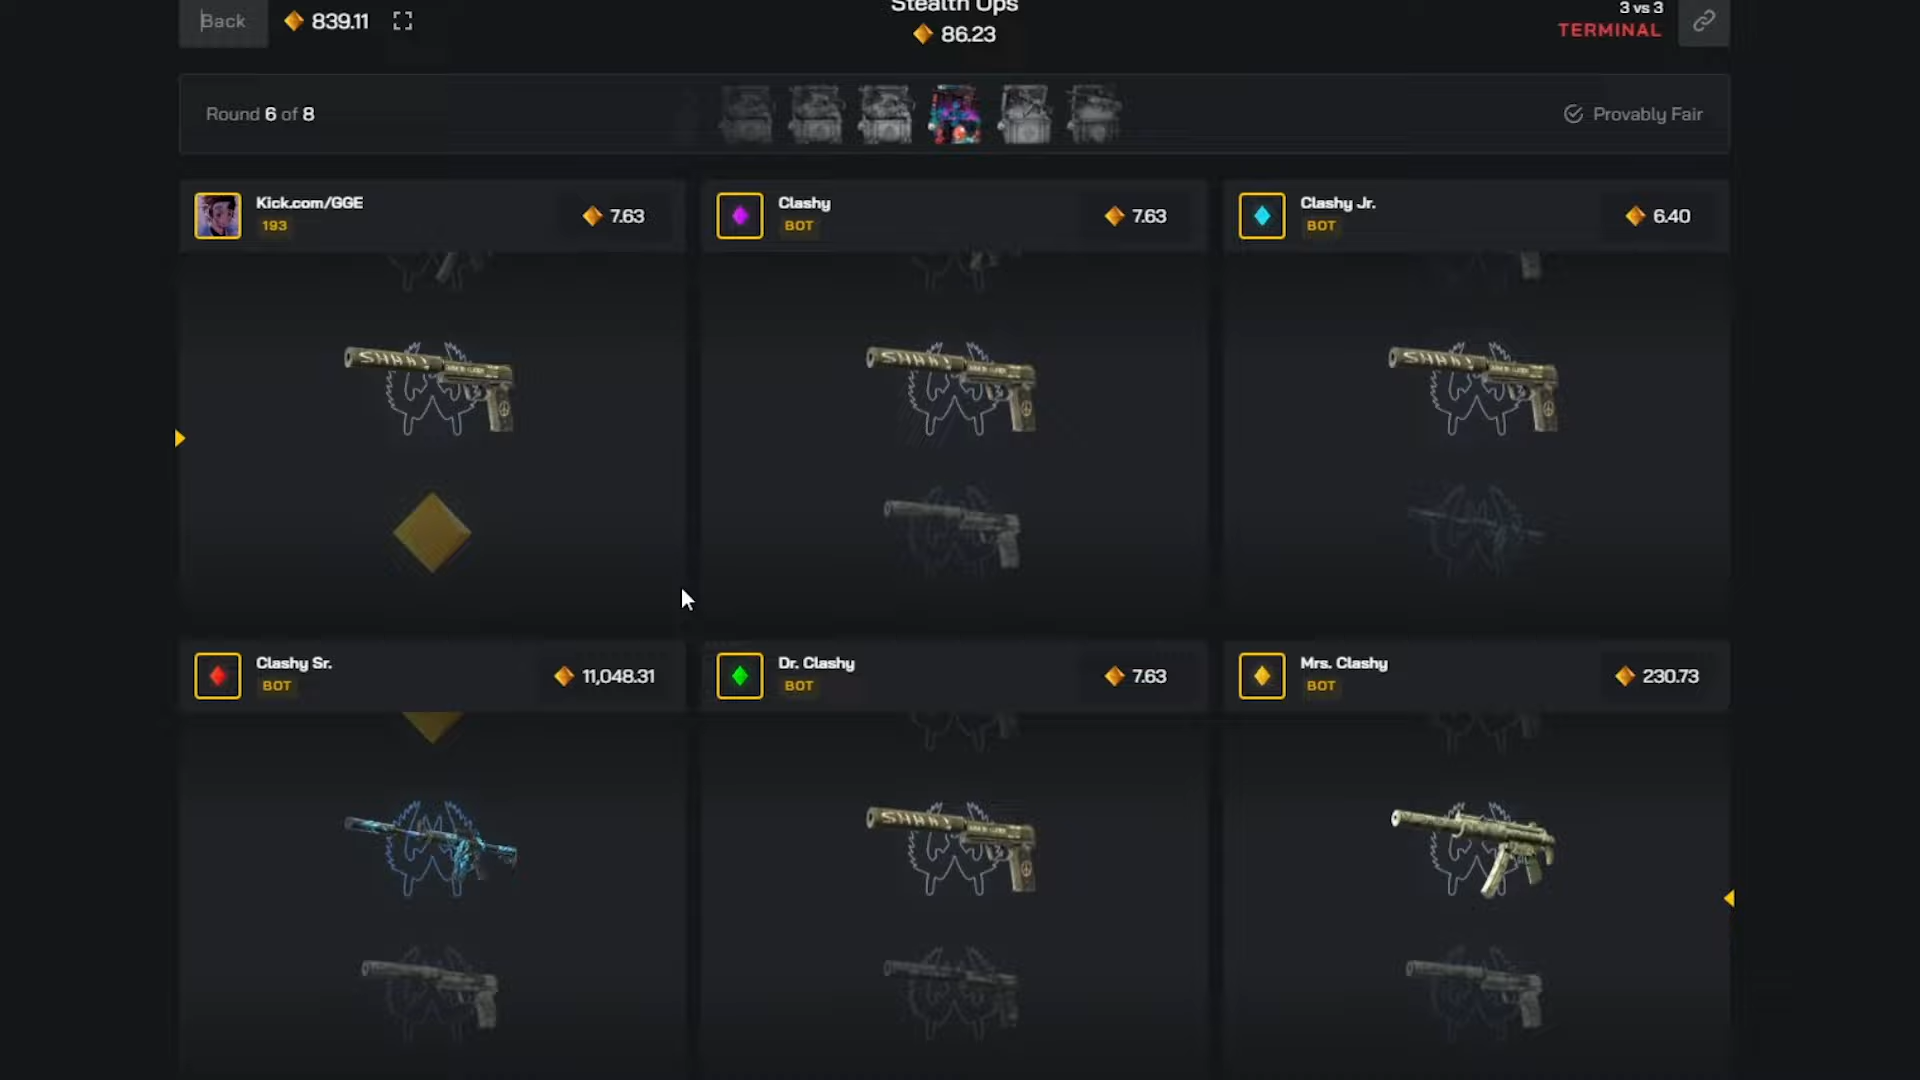 Back
839.11
Stealth Ops
86.23
3 vs 3
TERMINAL
Round 6 of 8
Provably Fair
Kick.com/GGE
193
7.63
Clashy
BOT
7.63
Clashy Jr.
BOT
6.40
Clashy Sr.
BOT
11,048.31
Dr. Clashy
BOT
7.63
Mrs. Clashy
BOT
230.73